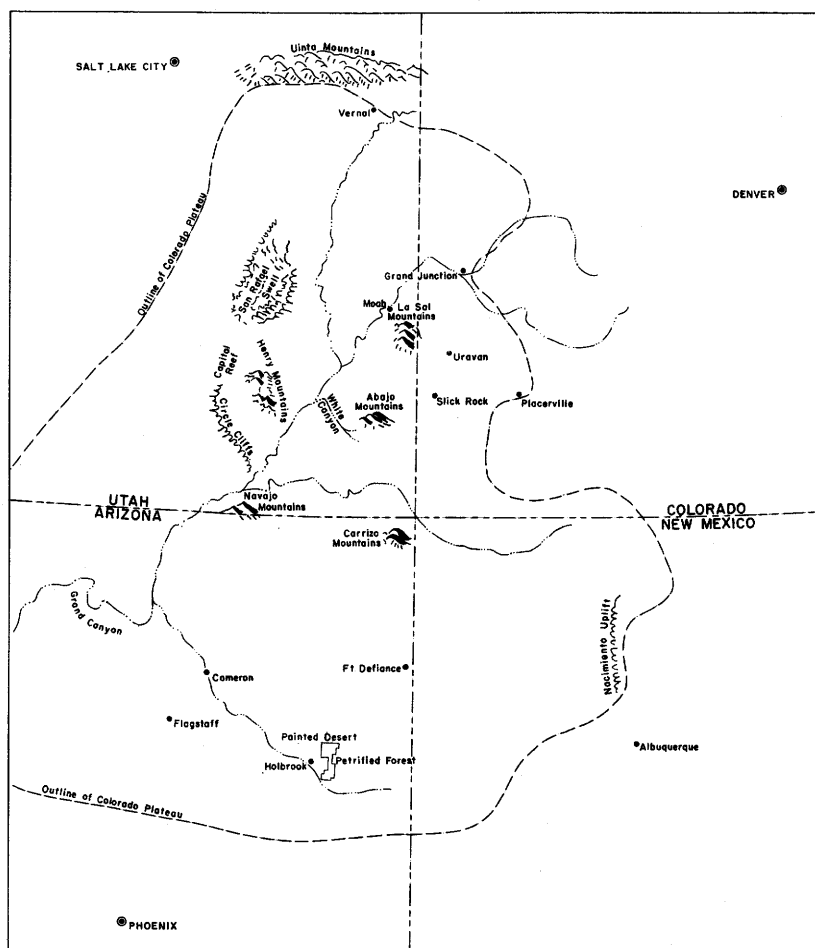 Uinta Mountains
SALT LAKE CITY
Vernal
DENVER
Outline of Colorado Plateau
Grand Junction
San Rafael
Swell
Moab
La Sal
Mountains
Uravan
Capital
Reef
Henry Mountains
Circle Cliffs
White
Canyon
Abajo
Mountains
Slick Rock
Placerville
Navajo
Mountains
UTAH
ARIZONA
COLORADO
NEW MEXICO
Carrizo
Mountains
Grand Canyon
Nacimiento Uplift
Cameron
Ft Defiance
Flagstaff
Painted Desert
Petrified Forest
Holbrook
Albuquerque
Outline of Colorado Plateau
PHOENIX